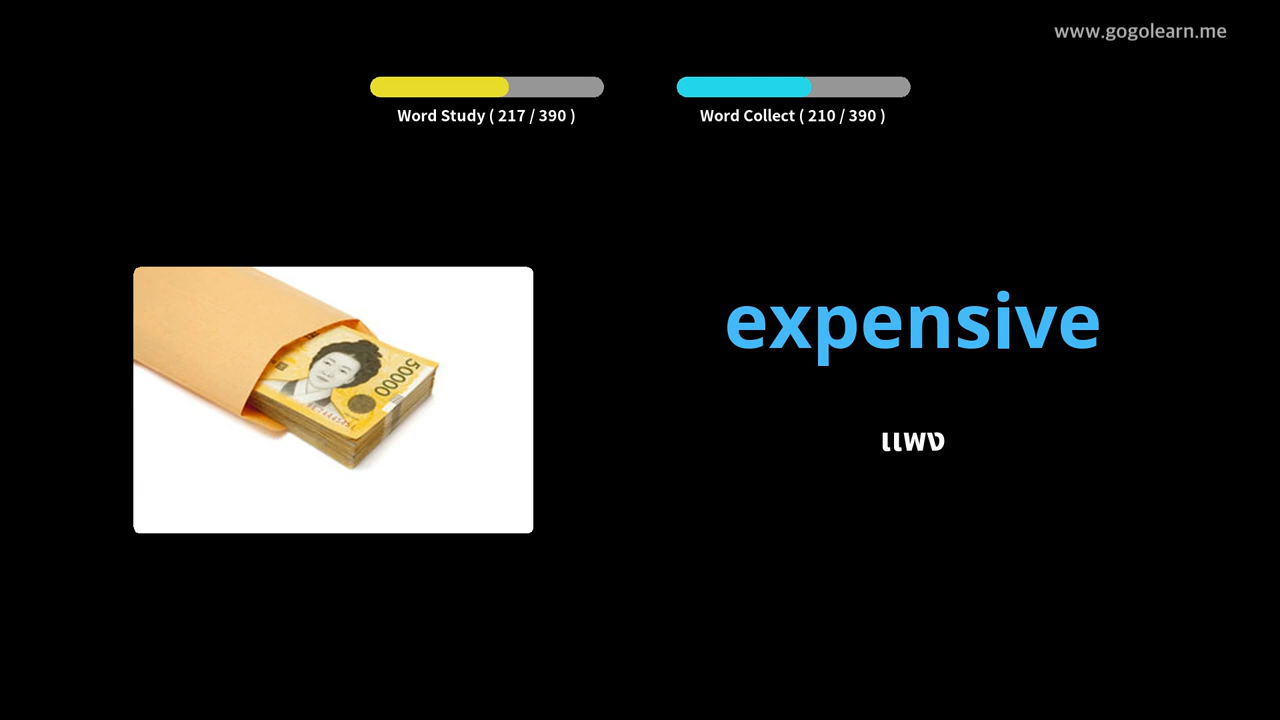 www.gogolearn.me
Word Study ( 217 / 390 )
Word Collect ( 210 / 390 )
expensive
แพง
50000